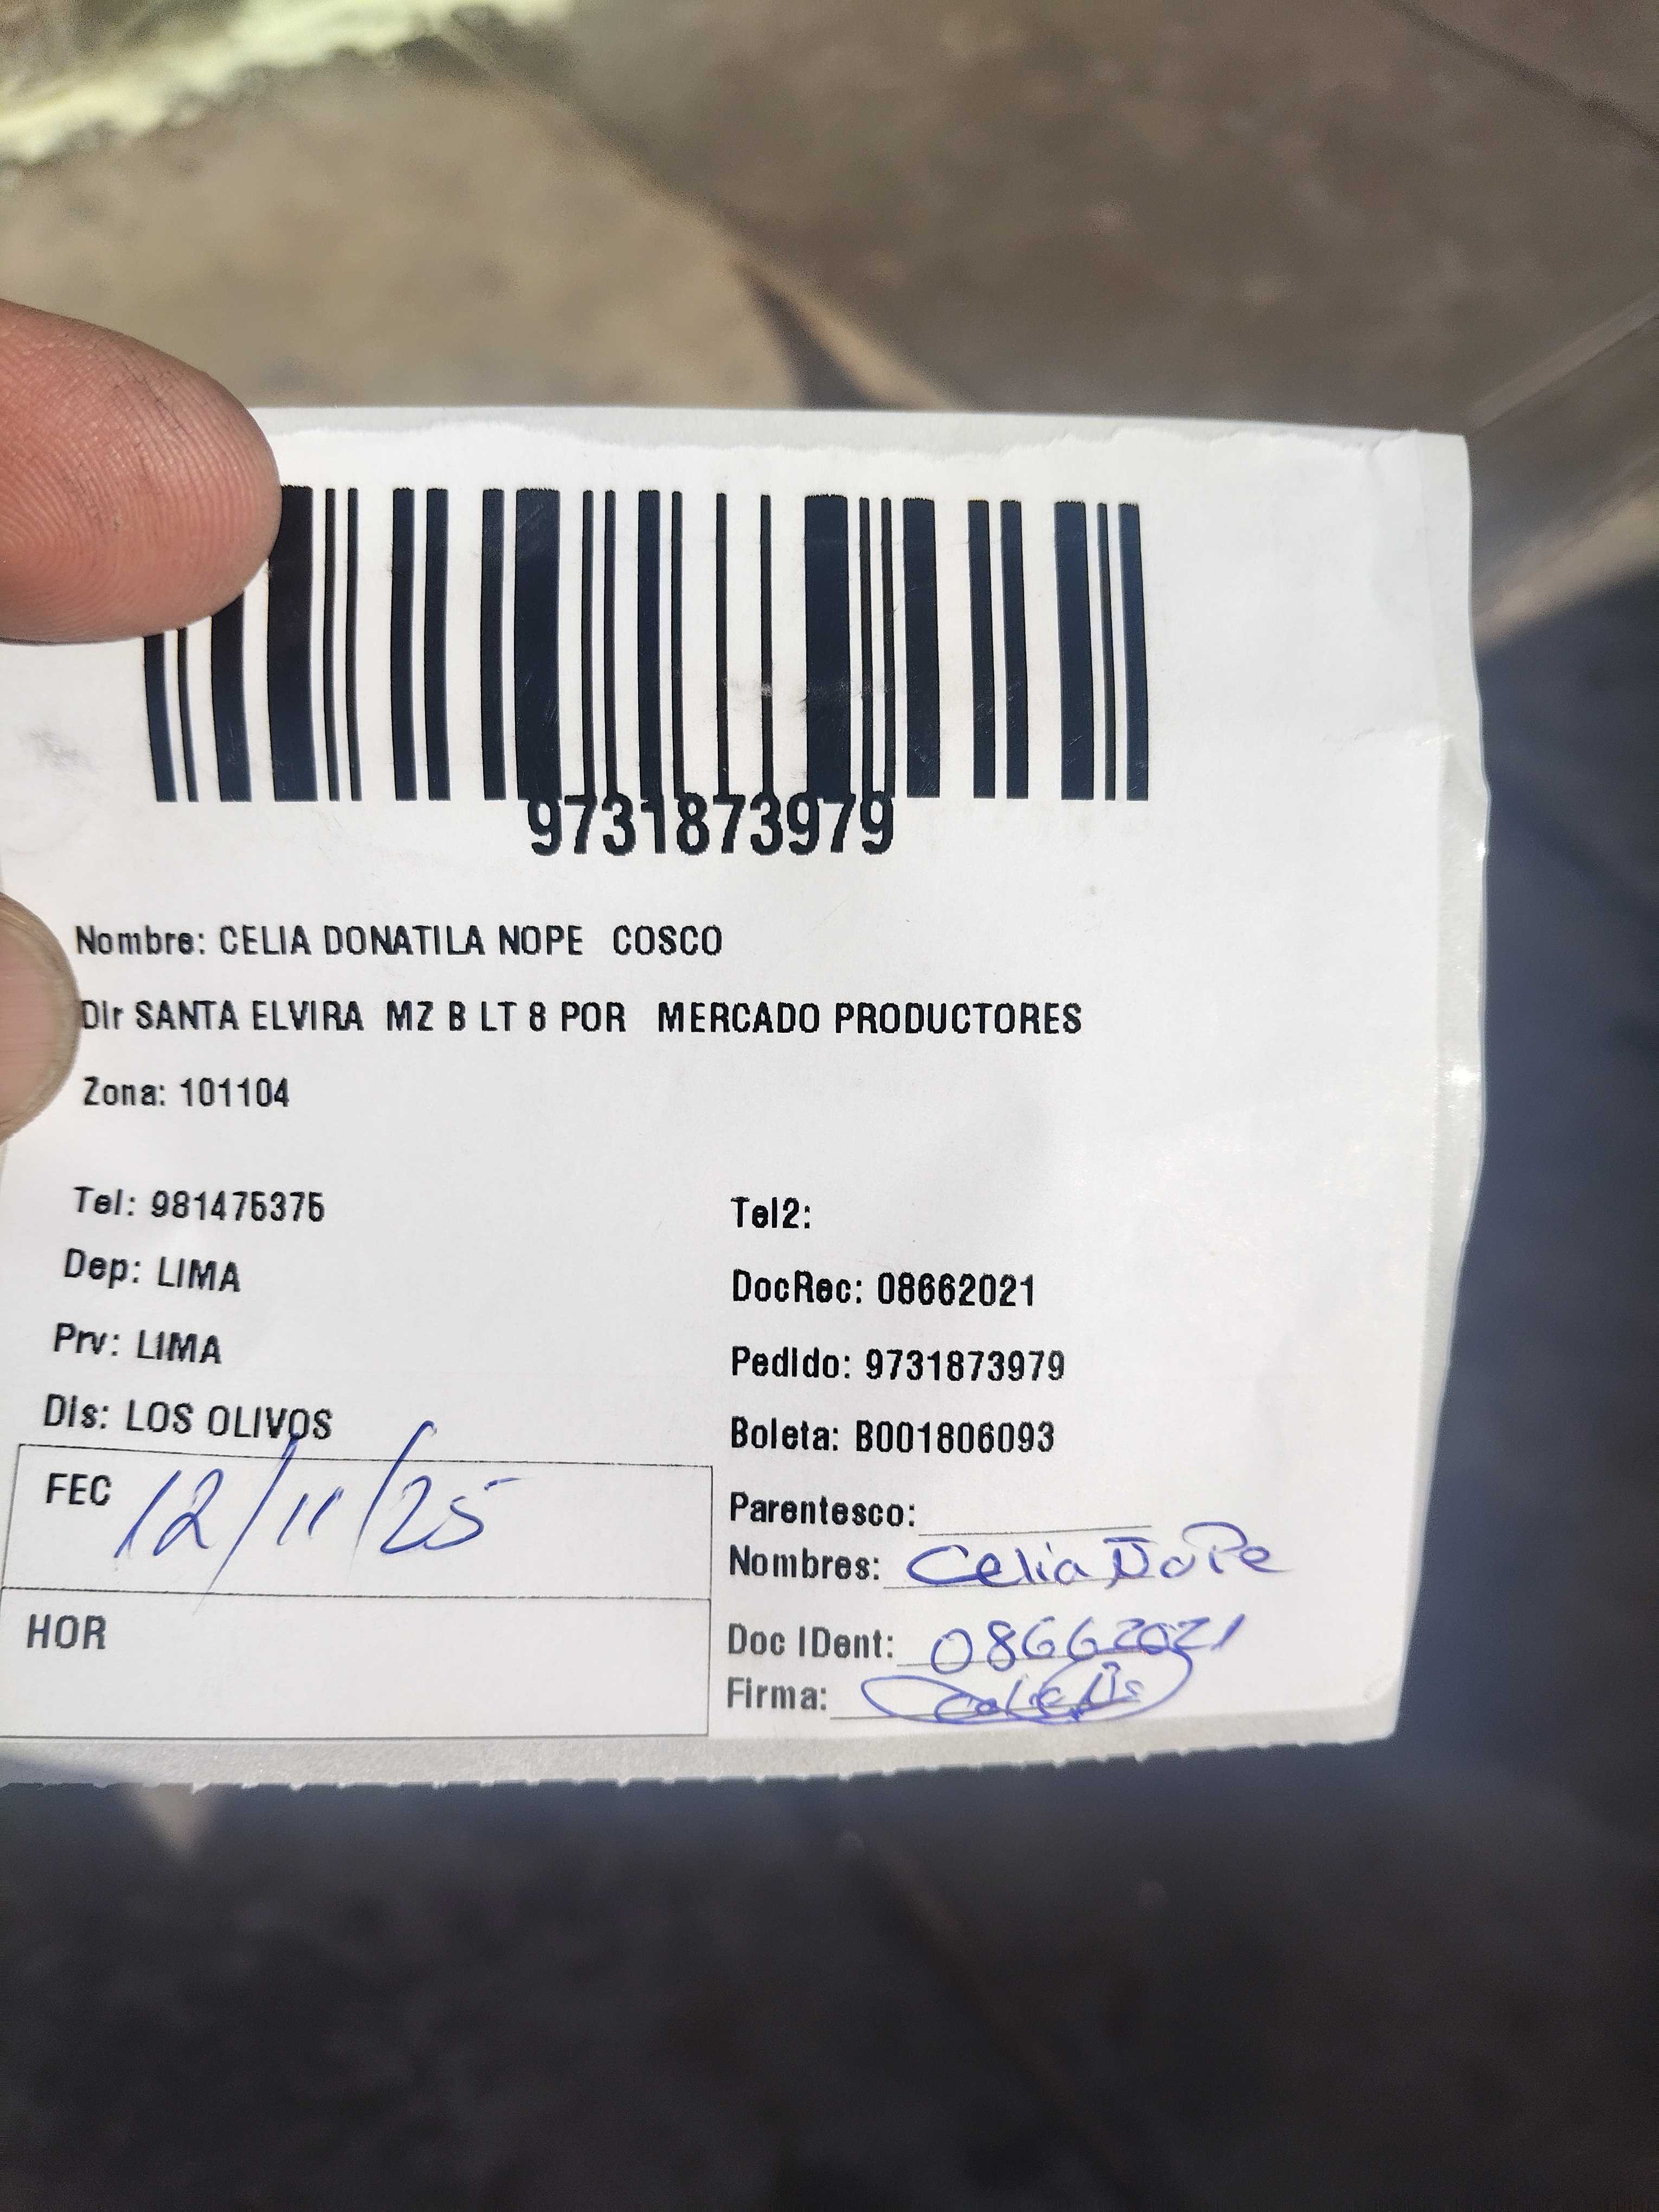 9731873979
Nombre: CELIA DONATILA NOPE COSCO
Dir SANTA ELVIRA MZ B LT 8 POR MERCADO PRODUCTORES
Zona: 101104
Tel: 981475375
Tel2:
Dep: LIMA
DocRec: 08662021
Prv: LIMA
Pedido: 9731873979
Dis: LOS OLIVOS
Boleta: B001806093
FEC 12/11/25
Parentesco:
Nombres: Celia ÑoPe
HOR
Doc IDent: 08662021
Firma: